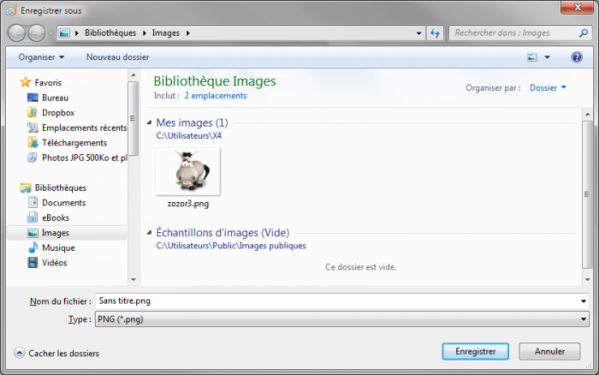 Enregistrer sous
Bibliothèques Images
Rechercher dans : Images
Organiser Nouveau dossier
Favoris
Bureau
Dropbox
Emplacements récents
Téléchargements
Photos JPG 500Ko et pl
Bibliothèques
Documents
eBooks
Images
Musique
Vidéos
Bibliothèque Images
Inclut : 2 emplacements
Organiser par : Dossier
Mes images (1)
C:\Utilisateurs\X4
zozor3.png
Échantillons d'images (Vide)
C:\Utilisateurs\Public\Images publiques
Ce dossier est vide.
Nom du fichier : Sans titre.png
Type : PNG (*.png)
Cacher les dossiers
Enregistrer Annuler